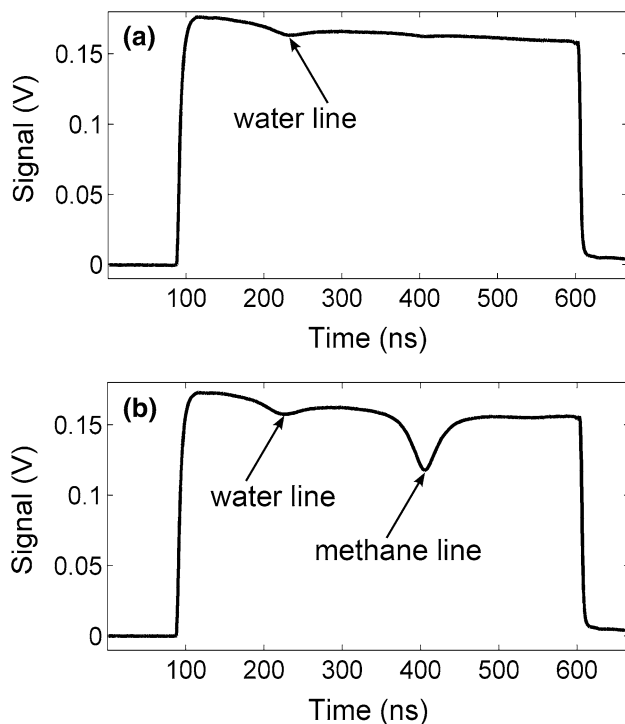 (a)
0.15
0.1
0.05
0
Signal (V)
water line
100 200 300 400 500 600
Time (ns)
(b)
0.15
0.1
0.05
0
Signal (V)
water line
methane line
100 200 300 400 500 600
Time (ns)